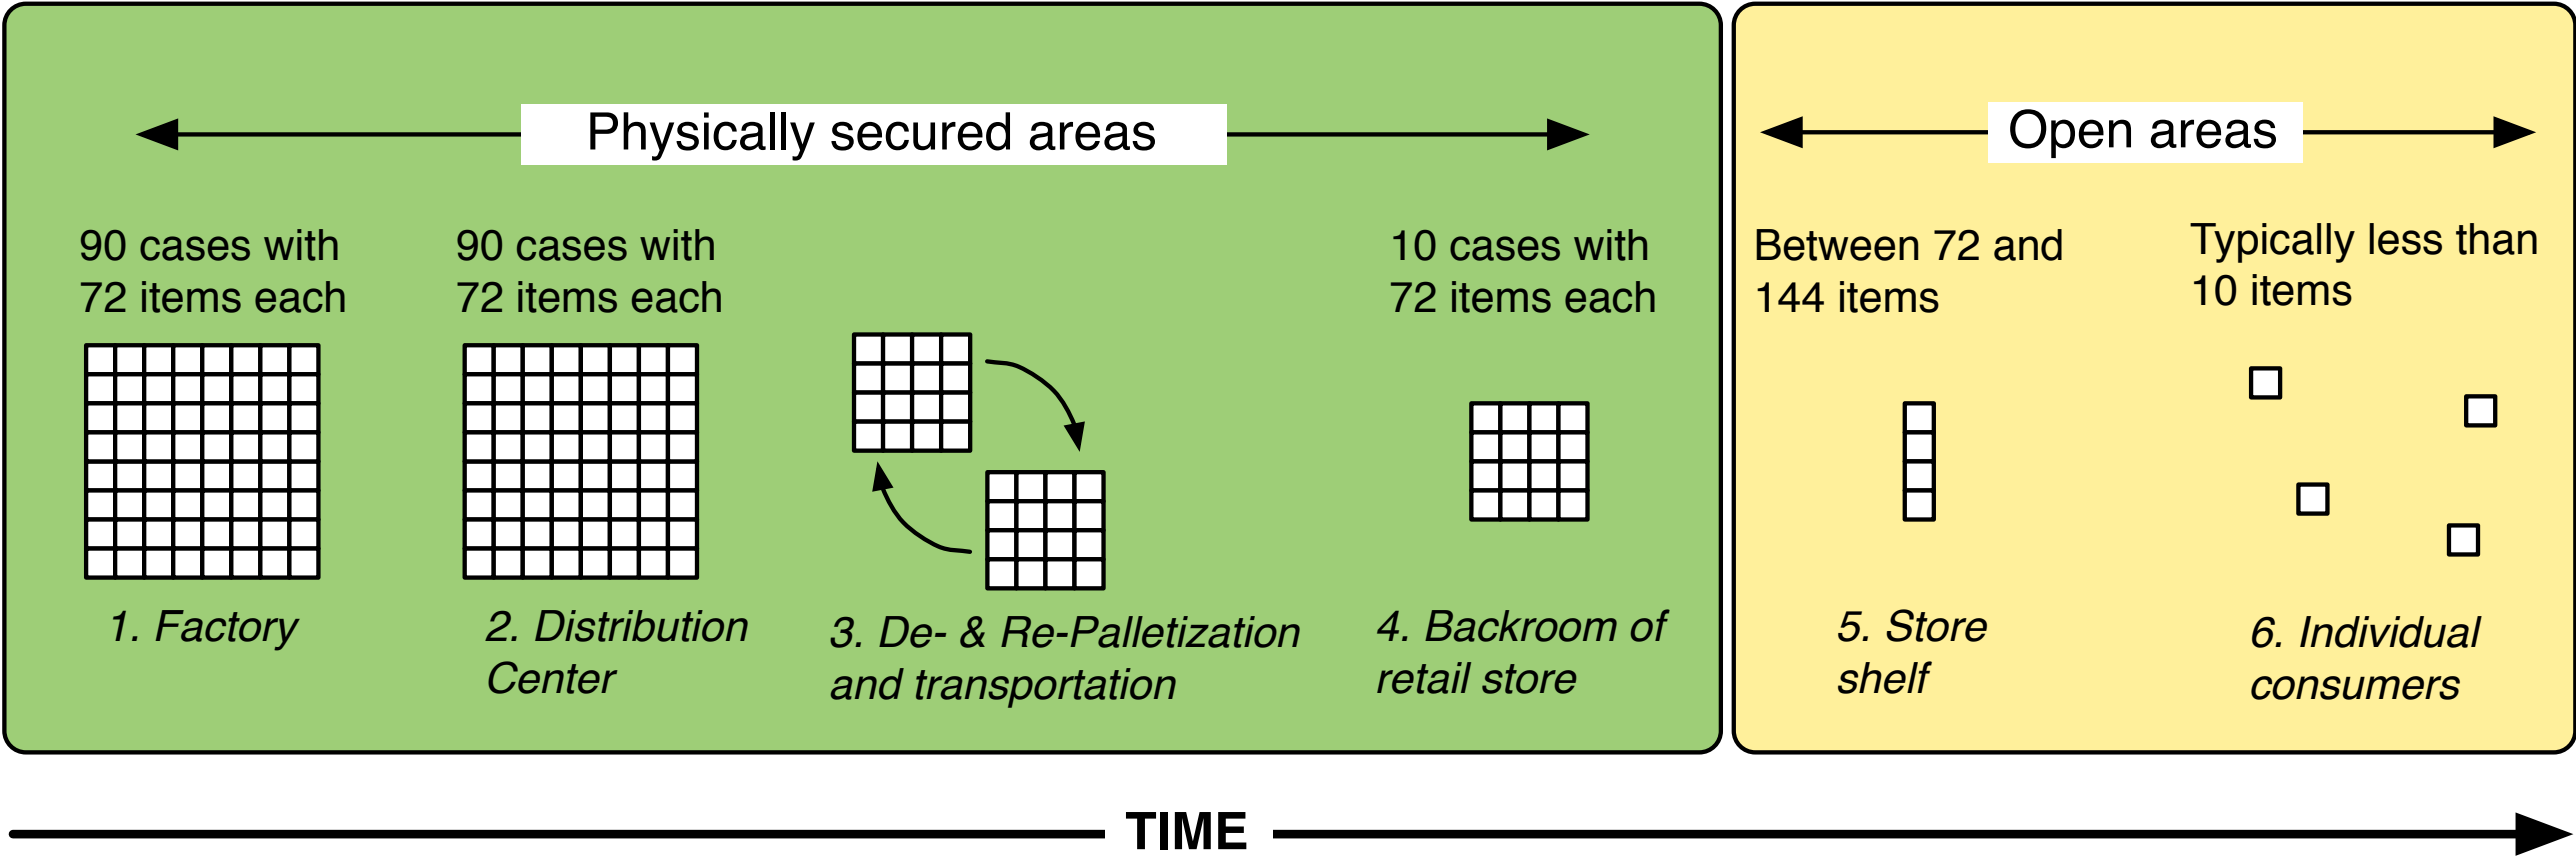 Physically secured areas
Open areas
90 cases with
72 items each
90 cases with
72 items each
10 cases with
72 items each
Between 72 and
144 items
Typically less than
10 items
1. Factory
2. Distribution
Center
3. De- & Re-Palletization
and transportation
4. Backroom of
retail store
5. Store
shelf
6. Individual
consumers
TIME